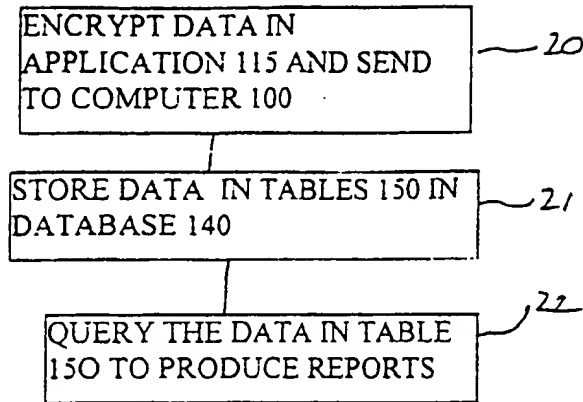 ENCRYPT DATA IN
APPLICATION 115 AND SEND
TO COMPUTER 100
20
STORE DATA IN TABLES 150 IN
DATABASE 140
21
QUERY THE DATA IN TABLE
15O TO PRODUCE REPORTS
22